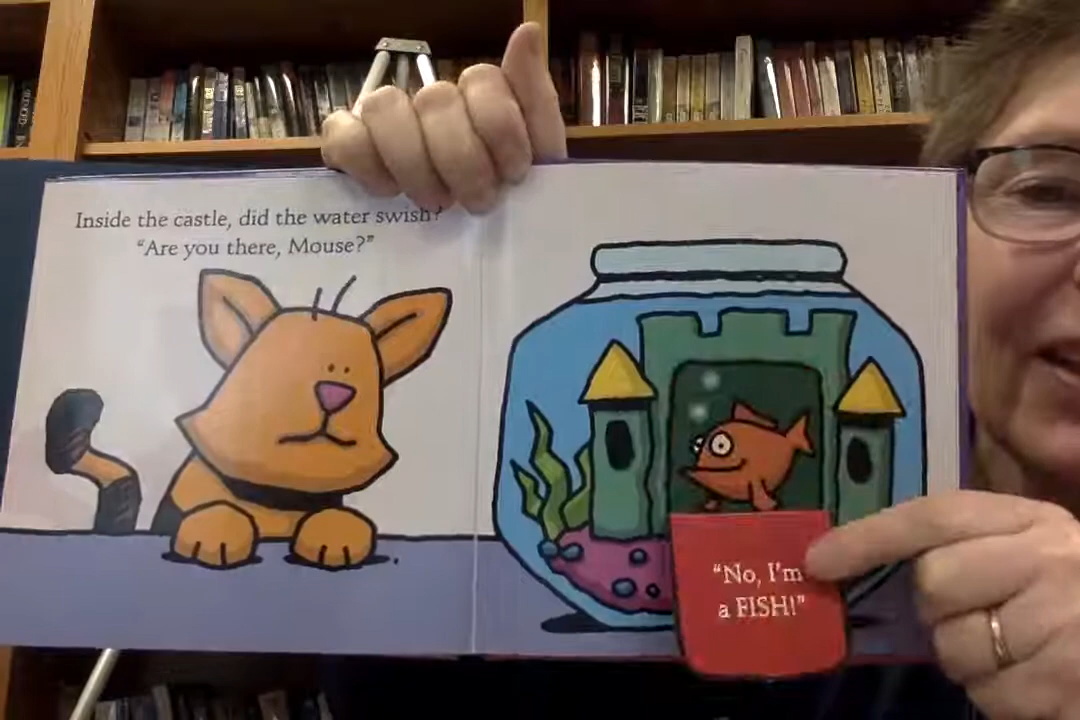 Inside the castle, did the water swish?
“Are you there, Mouse?”
“No, I’m
a FISH!”